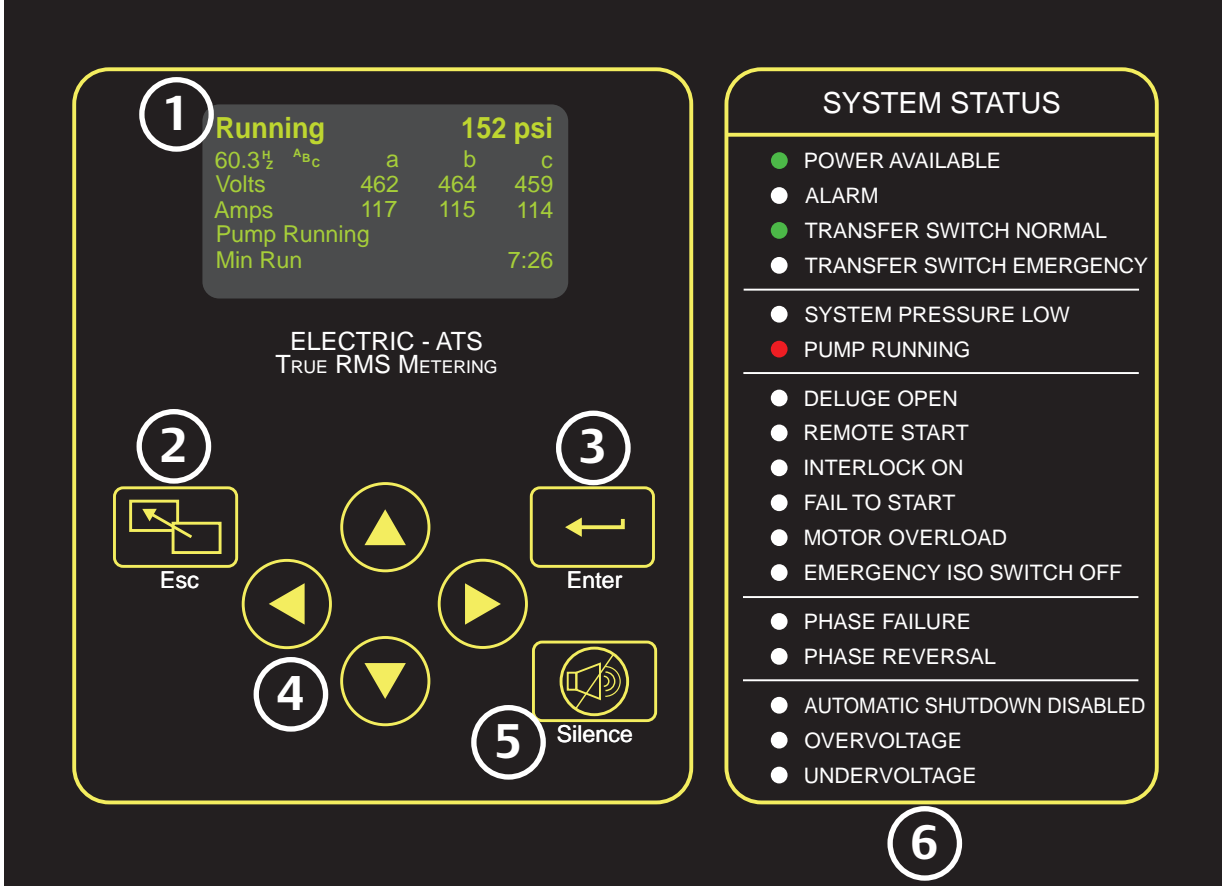 1
Running 152 psi
60.3Hz ABC a b c
Volts 462 464 459
Amps 117 115 114
Pump Running
Min Run 7:26
ELECTRIC - ATS
TRUE RMS METERING
2
3
Esc
Enter
4
5
Silence
SYSTEM STATUS
POWER AVAILABLE
ALARM
TRANSFER SWITCH NORMAL
TRANSFER SWITCH EMERGENCY
SYSTEM PRESSURE LOW
PUMP RUNNING
DELUGE OPEN
REMOTE START
INTERLOCK ON
FAIL TO START
MOTOR OVERLOAD
EMERGENCY ISO SWITCH OFF
PHASE FAILURE
PHASE REVERSAL
AUTOMATIC SHUTDOWN DISABLED
OVERVOLTAGE
UNDERVOLTAGE
6